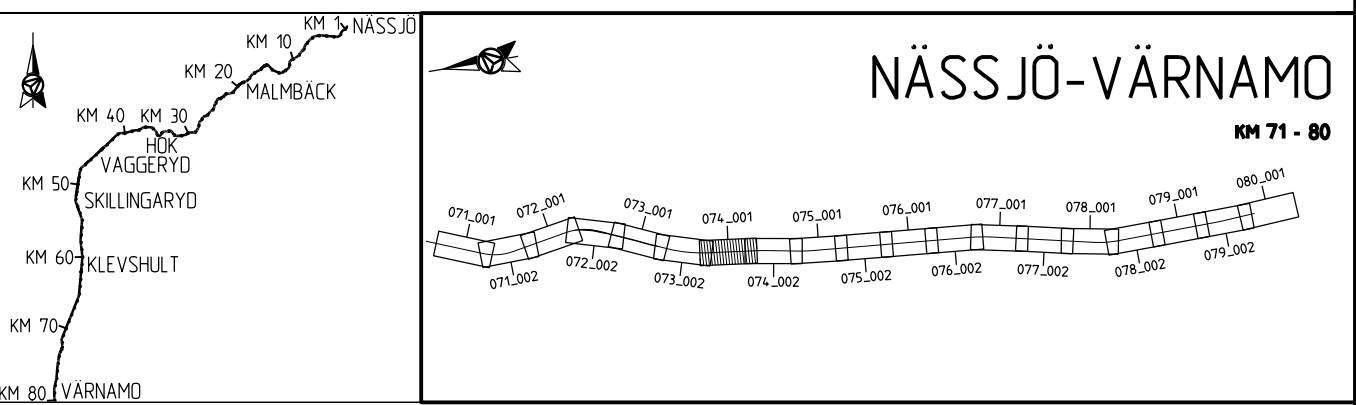 KM 1
NÄSSJÖ
KM 10
KM 20
MALMBÄCK
KM 40
KM 30
HOK
VAGGERYD
KM 50
SKILLINGARYD
KM 60
KLEVSHULT
KM 70
KM 80
VÄRNAMO
NÄSSJÖ-VÄRNAMO
KM 71 - 80
071_001
072_001
073_001
074_001
075_001
076_001
077_001
078_001
079_001
080_001
071_002
072_002
073_002
074_002
075_002
076_002
077_002
078_002
079_002